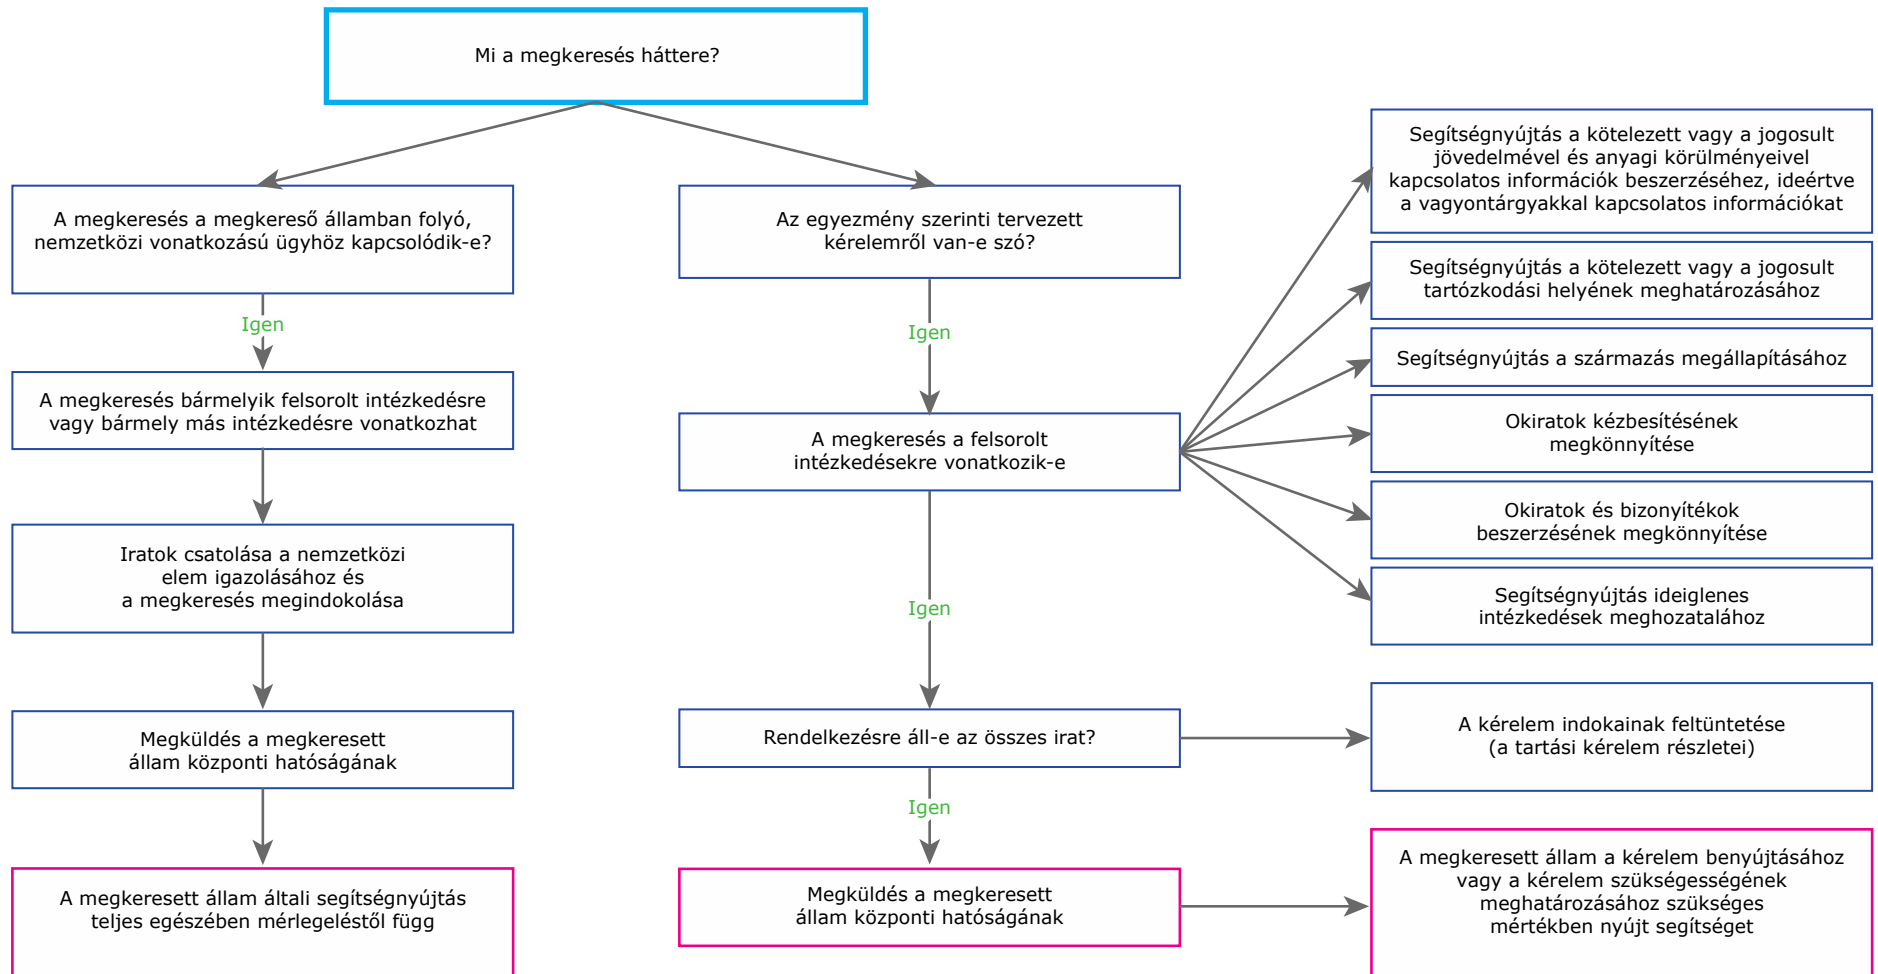 Mi a megkeresés háttere?
A megkeresés a megkereső államban folyó,
nemzetközi vonatkozású ügyhöz kapcsolódik-e?
Igen
A megkeresés bármelyik felsorolt intézkedésre
vagy bármely más intézkedésre vonatkozhat
Iratok csatolása a nemzetközi
elem igazolásához és
a megkeresés megindokolása
Megküldés a megkeresett
állam központi hatóságának
A megkeresett állam általi segítségnyújtás
teljes egészében mérlegeléstől függ
Az egyezmény szerinti tervezett
kérelemről van-e szó?
Igen
A megkeresés a felsorolt
intézkedésekre vonatkozik-e
Igen
Rendelkezésre áll-e az összes irat?
Igen
Megküldés a megkeresett
állam központi hatóságának
Segítségnyújtás a kötelezett vagy a jogosult
jövedelmével és anyagi körülményeivel
kapcsolatos információk beszerzéséhez, ideértve
a vagyontárgyakkal kapcsolatos információkat
Segítségnyújtás a kötelezett vagy a jogosult
tartózkodási helyének meghatározásához
Segítségnyújtás a származás megállapításához
Okiratok kézbesítésének
megkönnyítése
Okiratok és bizonyítékok
beszerzésének megkönnyítése
Segítségnyújtás ideiglenes
intézkedések meghozatalához
A kérelem indokainak feltüntetése
(a tartási kérelem részletei)
A megkeresett állam a kérelem benyújtásához
vagy a kérelem szükségességének
meghatározásához szükséges
mértékben nyújt segítséget